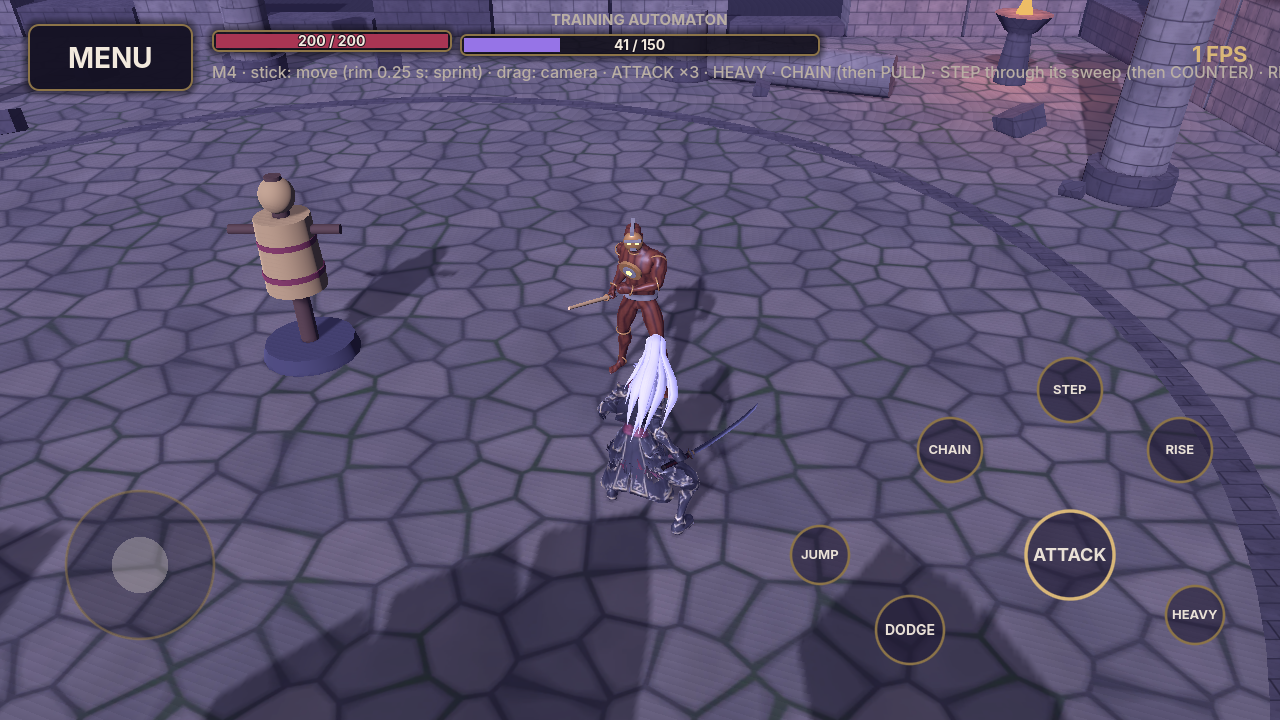 TRAINING AUTOMATON
MENU
200 / 200
41 / 150
1 FPS
M4 · stick: move (rim 0.25 s: sprint) · drag: camera · ATTACK ×3 · HEAVY · CHAIN (then PULL) · STEP through its sweep (then COUNTER) ·
STEP
CHAIN
RISE
JUMP
ATTACK
HEAVY
DODGE